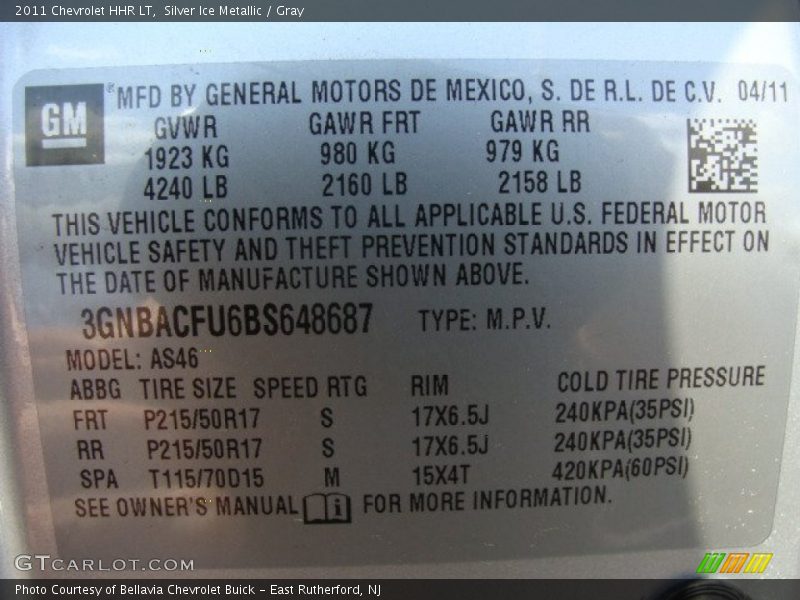 2011 Chevrolet HHR LT,  Silver Ice Metallic / Gray
GM ® MFD BY GENERAL MOTORS DE MEXICO, S. DE R.L. DE C.V. 04/11
GVWR GAWR FRT GAWR RR
1923 KG 980 KG 979 KG
4240 LB 2160 LB 2158 LB
THIS VEHICLE CONFORMS TO ALL APPLICABLE U.S. FEDERAL MOTOR
VEHICLE SAFETY AND THEFT PREVENTION STANDARDS IN EFFECT ON
THE DATE OF MANUFACTURE SHOWN ABOVE.
3GNBACFU6BS648687 TYPE: M.P.V.
MODEL: AS46
ABBG TIRE SIZE SPEED RTG RIM COLD TIRE PRESSURE
FRT P215/50R17 S 17X6.5J 240KPA(35PSI)
RR P215/50R17 S 17X6.5J 240KPA(35PSI)
SPA T115/70D15 M 15X4T 420KPA(60PSI)
SEE OWNER'S MANUAL i FOR MORE INFORMATION.
GTCARLOT.COM
Photo Courtesy of Bellavia Chevrolet Buick – East Rutherford, NJ